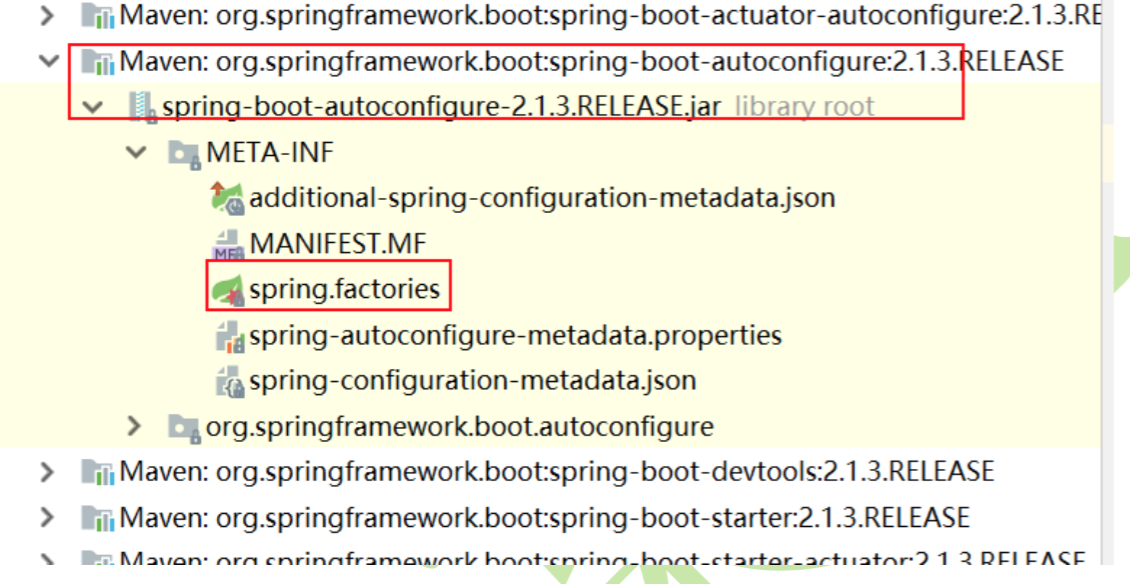 Maven: org.springframework.boot:spring-boot-actuator-autoconfigure:2.1.3.RE
Maven: org.springframework.boot:spring-boot-autoconfigure:2.1.3.RELEASE
spring-boot-autoconfigure-2.1.3.RELEASE.jar library root
META-INF
additional-spring-configuration-metadata.json
MF MANIFEST.MF
spring.factories
spring-autoconfigure-metadata.properties
spring-configuration-metadata.json
org.springframework.boot.autoconfigure
Maven: org.springframework.boot:spring-boot-devtools:2.1.3.RELEASE
Maven: org.springframework.boot:spring-boot-starter:2.1.3.RELEASE
Maven: org.springframework.boot:spring-boot-starter-actuator:2.1.3.RELEASE